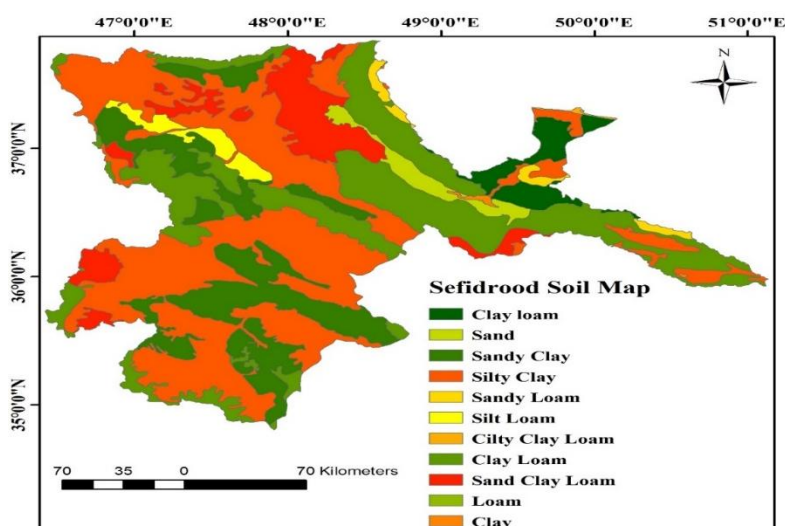 47°0'0"E 48°0'0"E 49°0'0"E 50°0'0"E 51°0'0"E
N
37°0'0"N
36°0'0"N
35°0'0"N
Sefidrood Soil Map
Clay loam
Sand
Sandy Clay
Silty Clay
Sandy Loam
Silt Loam
Cilty Clay Loam
Clay Loam
Sand Clay Loam
Loam
Clay
70 35 0 70 Kilometers